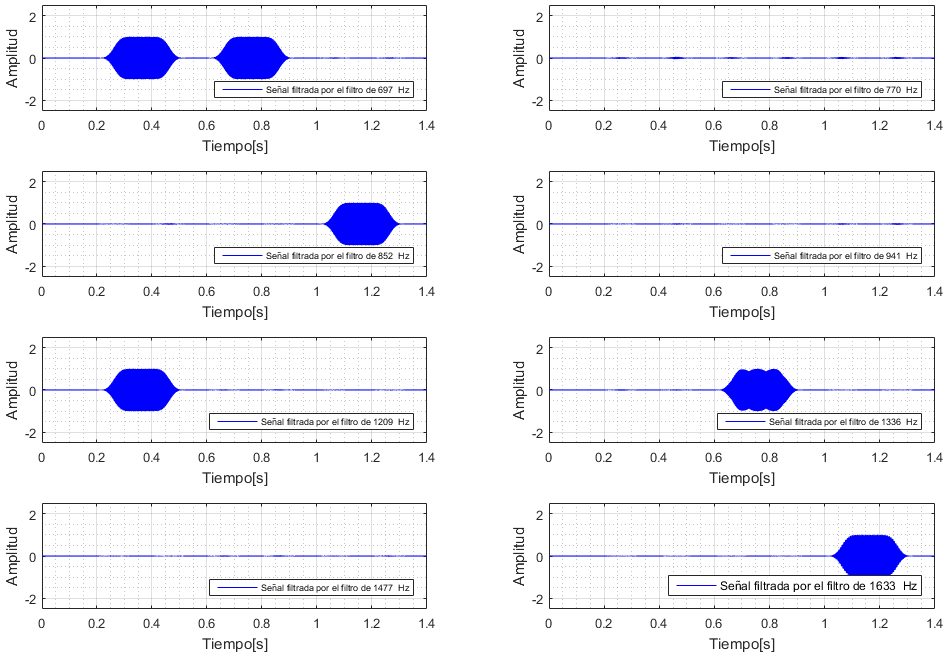 Amplitud
2
0
-2
Señal filtrada por el filtro de 697 Hz
0 0.2 0.4 0.6 0.8 1 1.2 1.4
Tiempo[s]
Amplitud
2
0
-2
Señal filtrada por el filtro de 770 Hz
0 0.2 0.4 0.6 0.8 1 1.2 1.4
Tiempo[s]
Amplitud
2
0
-2
Señal filtrada por el filtro de 852 Hz
0 0.2 0.4 0.6 0.8 1 1.2 1.4
Tiempo[s]
Amplitud
2
0
-2
Señal filtrada por el filtro de 941 Hz
0 0.2 0.4 0.6 0.8 1 1.2 1.4
Tiempo[s]
Amplitud
2
0
-2
Señal filtrada por el filtro de 1209 Hz
0 0.2 0.4 0.6 0.8 1 1.2 1.4
Tiempo[s]
Amplitud
2
0
-2
Señal filtrada por el filtro de 1336 Hz
0 0.2 0.4 0.6 0.8 1 1.2 1.4
Tiempo[s]
Amplitud
2
0
-2
Señal filtrada por el filtro de 1477 Hz
0 0.2 0.4 0.6 0.8 1 1.2 1.4
Tiempo[s]
Amplitud
2
0
-2
Señal filtrada por el filtro de 1633 Hz
0 0.2 0.4 0.6 0.8 1 1.2 1.4
Tiempo[s]